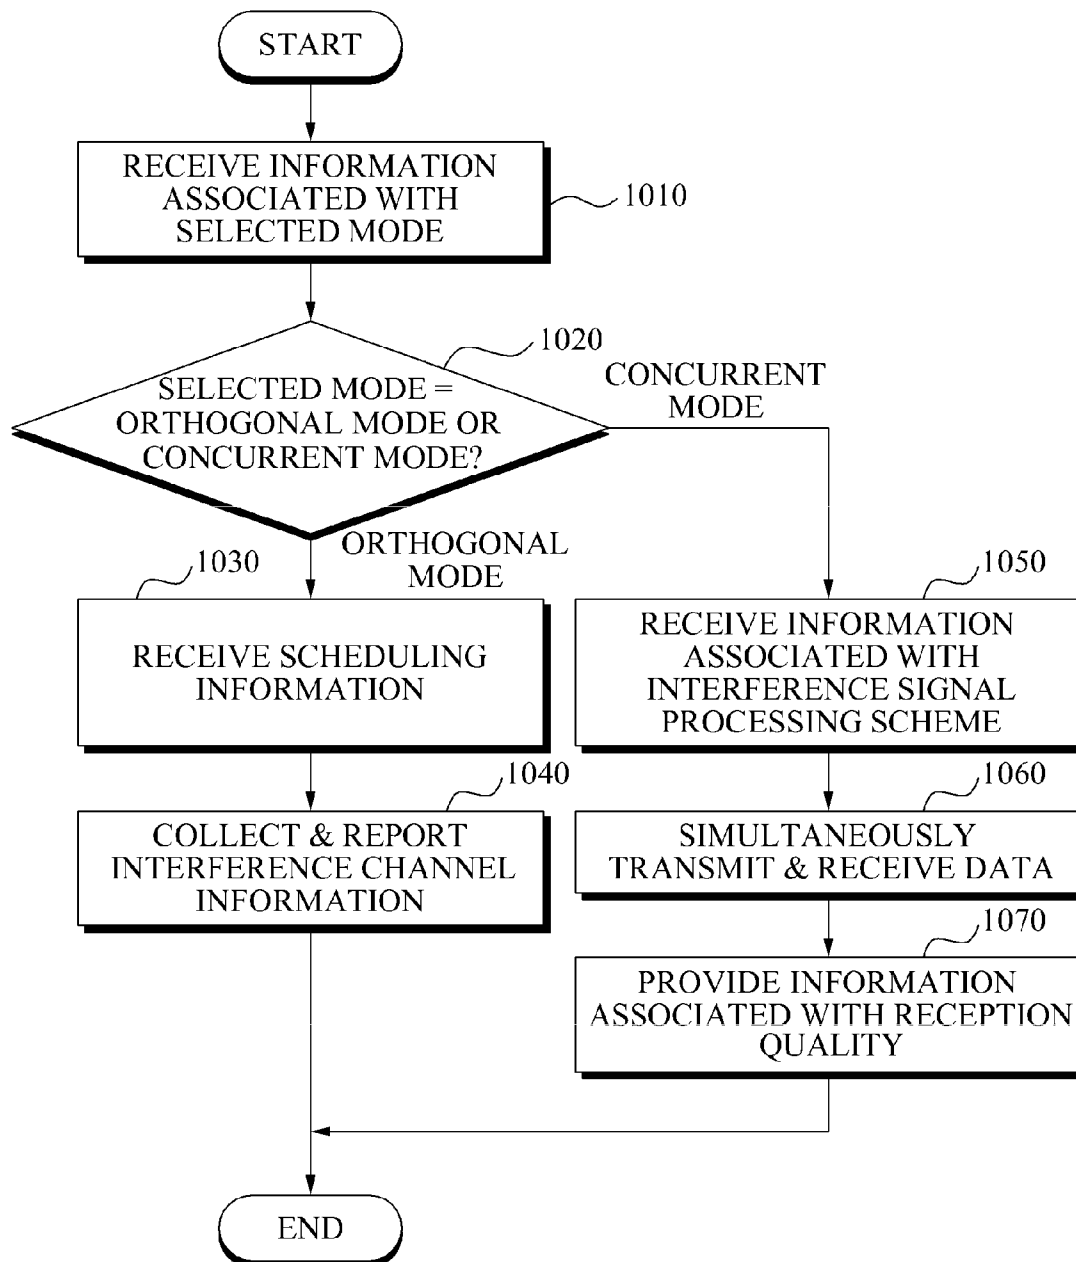 START
RECEIVE INFORMATION
ASSOCIATED WITH
SELECTED MODE
1010
1020
SELECTED MODE =
ORTHOGONAL MODE OR
CONCURRENT MODE?
CONCURRENT
MODE
ORTHOGONAL
MODE
1030
RECEIVE SCHEDULING
INFORMATION
1040
COLLECT & REPORT
INTERFERENCE CHANNEL
INFORMATION
1050
RECEIVE INFORMATION
ASSOCIATED WITH
INTERFERENCE SIGNAL
PROCESSING SCHEME
1060
SIMULTANEOUSLY
TRANSMIT & RECEIVE DATA
1070
PROVIDE INFORMATION
ASSOCIATED WITH RECEPTION
QUALITY
END